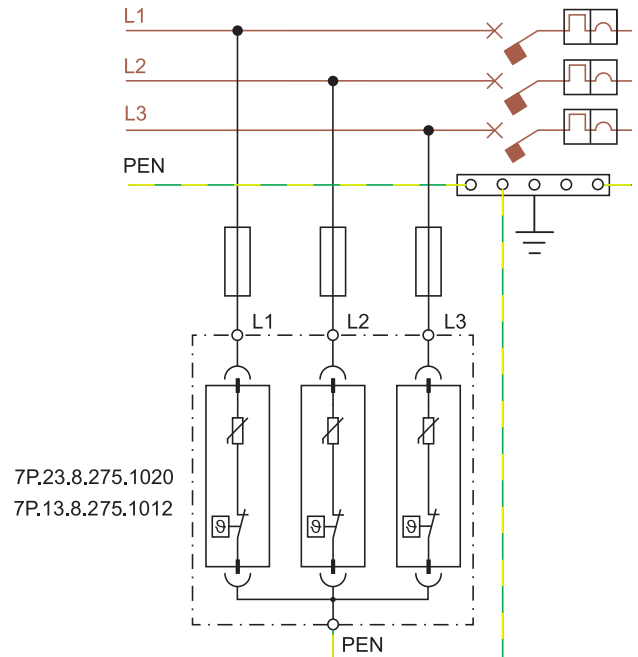 L1
L2
L3
PEN
L1 L2 L3
7P.23.8.275.1020
7P.13.8.275.1012
ϑ ϑ ϑ
PEN